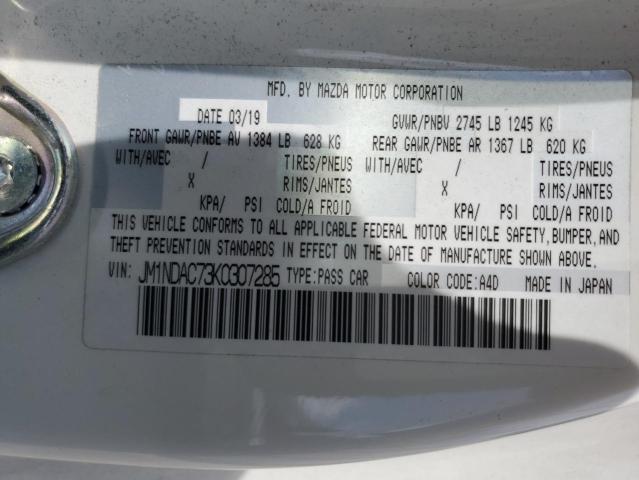 MFD. BY MAZDA MOTOR CORPORATION
DATE 03/19 GVWR/PNBV 2745 LB 1245 KG
FRONT GAWR/PNBE AV 1384 LB 628 KG REAR GAWR/PNBE AR 1367 LB 620 KG
WITH/AVEC / TIRES/PNEUS WITH/AVEC / TIRES/PNEUS
X RIMS/JANTES X RIMS/JANTES
KPA/ PSI COLD/A FROID KPA/ PSI COLD/A FROID
THIS VEHICLE CONFORMS TO ALL APPLICABLE FEDERAL MOTOR VEHICLE SAFETY, BUMPER, AND
THEFT PREVENTION STANDARDS IN EFFECT ON THE DATE OF MANUFACTURE SHOWN ABOVE.
VIN: JM1NDAC73K0307285 TYPE: PASS CAR COLOR CODE: A4D MADE IN JAPAN